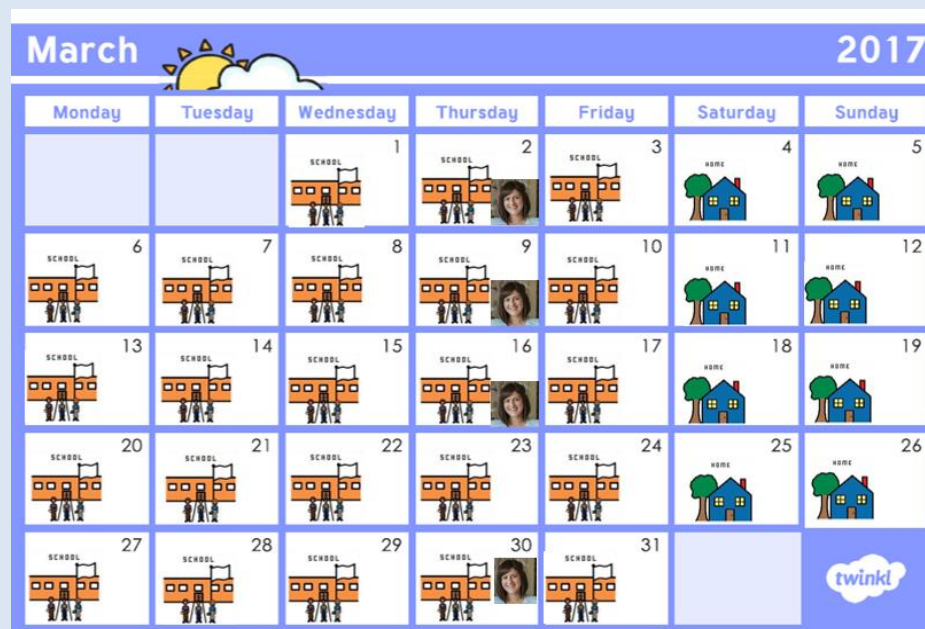 March 2017
Monday Tuesday Wednesday Thursday Friday Saturday Sunday
1 2 3 4 5
SCHOOL SCHOOL SCHOOL HOME HOME
6 7 8 9 10 11 12
SCHOOL SCHOOL SCHOOL SCHOOL SCHOOL HOME HOME
13 14 15 16 17 18 19
SCHOOL SCHOOL SCHOOL SCHOOL SCHOOL HOME HOME
20 21 22 23 24 25 26
SCHOOL SCHOOL SCHOOL SCHOOL SCHOOL HOME HOME
27 28 29 30 31
SCHOOL SCHOOL SCHOOL SCHOOL SCHOOL
twinkl